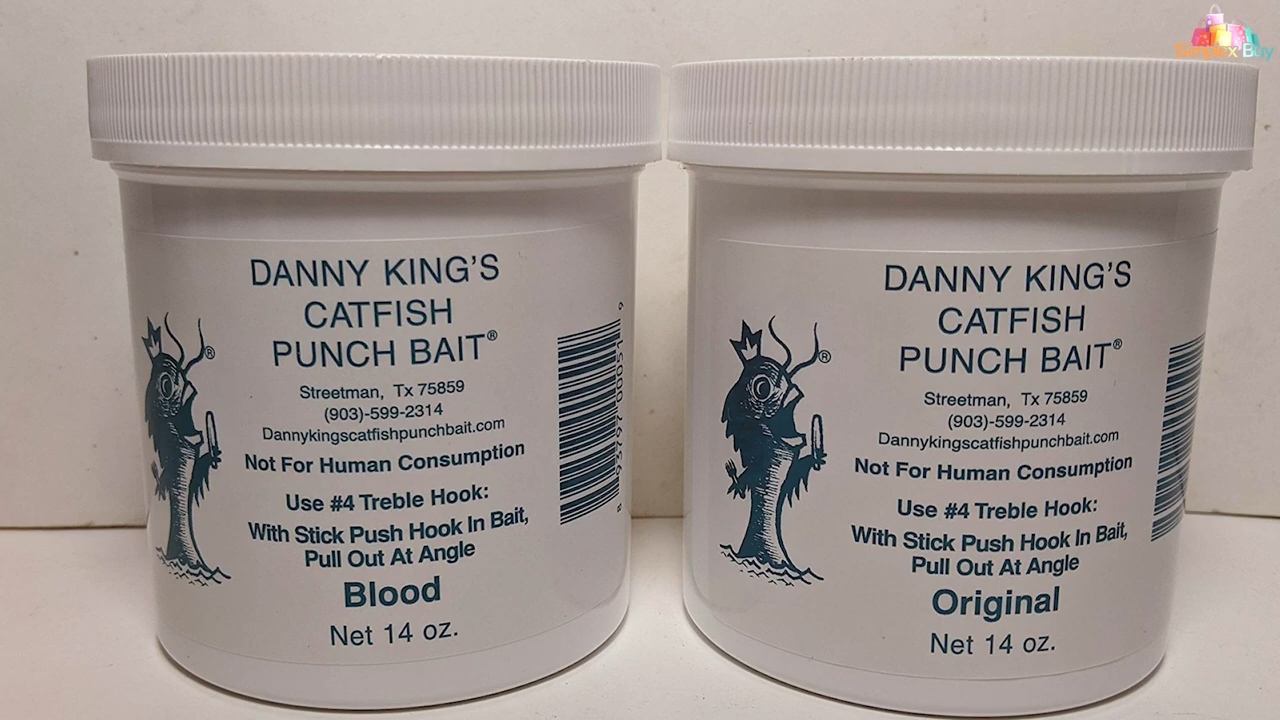 Simplex Bay
DANNY KING'S
CATFISH
PUNCH BAIT®
®
Streetman, Tx 75859
(903)-599-2314
Dannykingscatfishpunchbait.com
Not For Human Consumption
Use #4 Treble Hook:
With Stick Push Hook In Bait,
Pull Out At Angle
Blood
Net 14 oz.
DANNY KING'S
CATFISH
PUNCH BAIT®
®
Streetman, Tx 75859
(903)-599-2314
Dannykingscatfishpunchbait.com
Not For Human Consumption
Use #4 Treble Hook:
With Stick Push Hook In Bait,
Pull Out At Angle
Original
Net 14 oz.